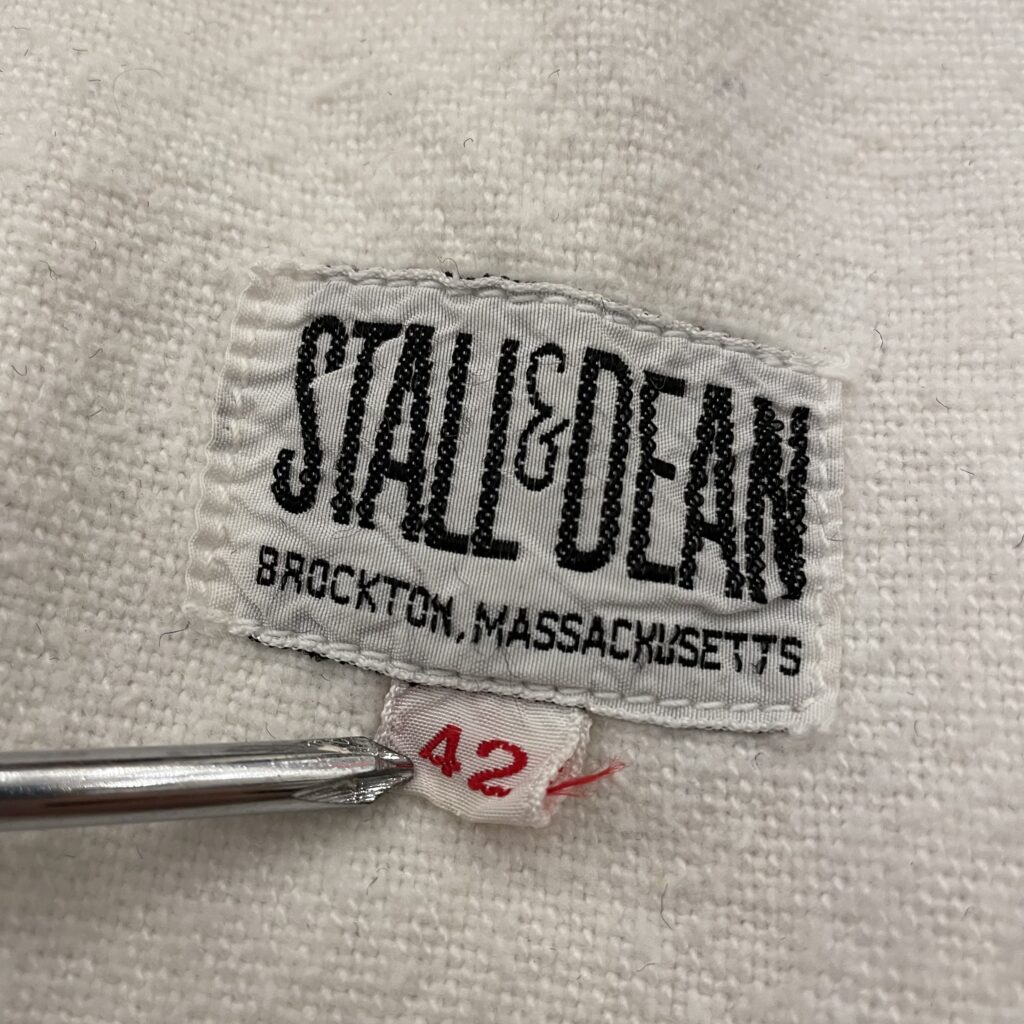 STALL&DEAN
BROCKTON, MASSACHUSETTS
42